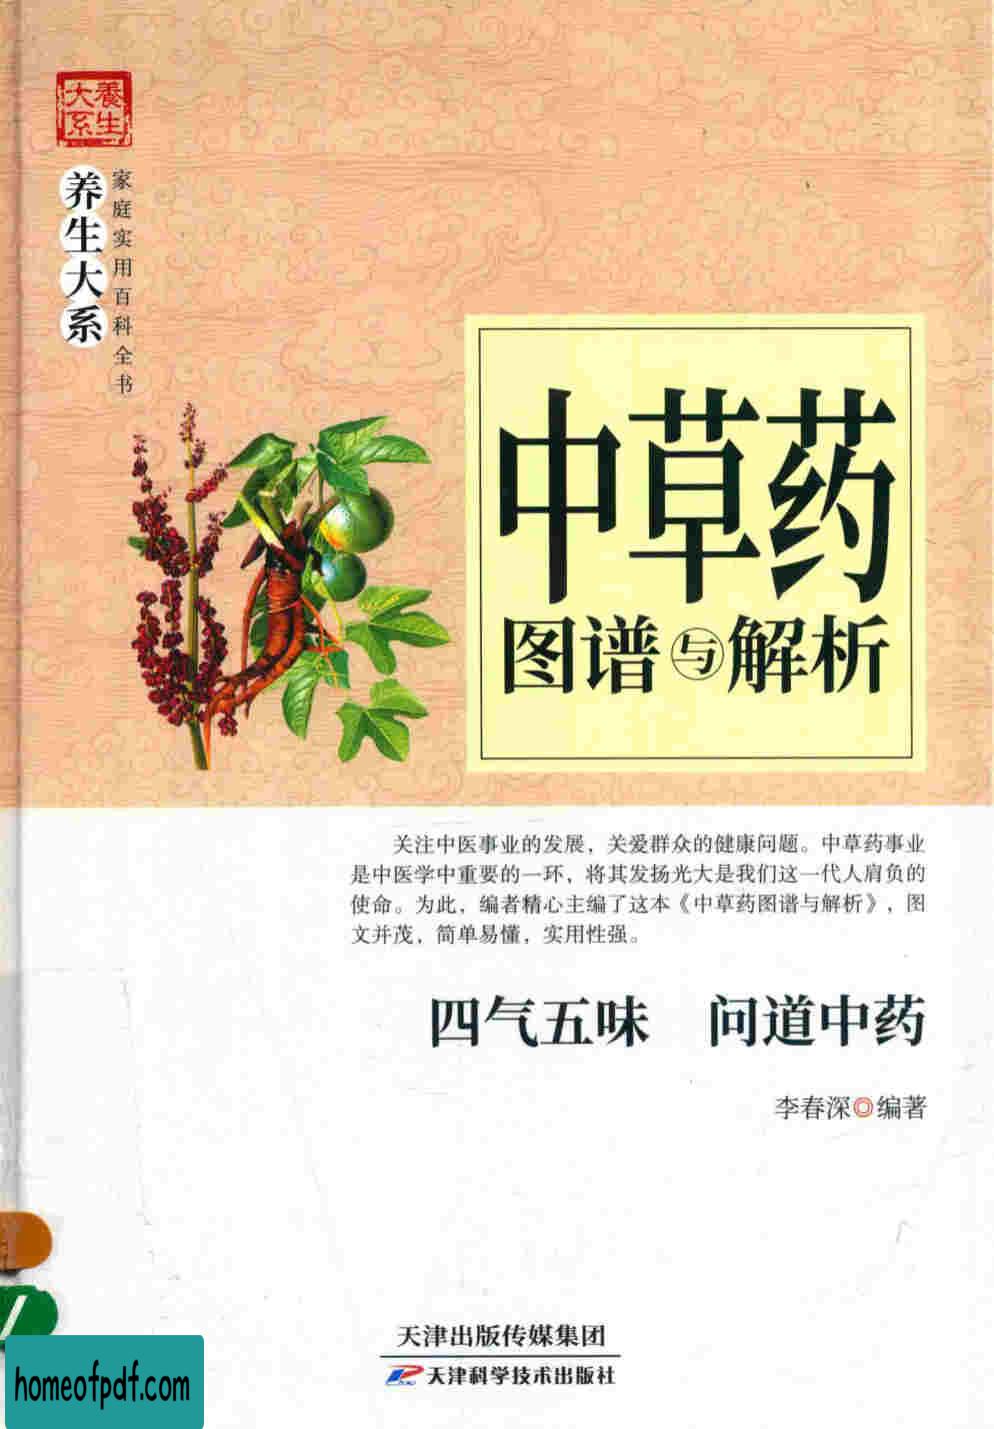 養生
大系
养生大系
家庭实用百科全书
中草药
图谱与解析
关注中医事业的发展，关爱群众的健康问题。中草药事业
是中医学中重要的一环，将其发扬光大是我们这一代人肩负的
使命。为此，编者精心主编了这本《中草药图谱与解析》，图
文并茂，简单易懂，实用性强。
四气五味 问道中药
李春深◎编著
天津出版传媒集团
天津科学技术出版社
homeofpdf.com